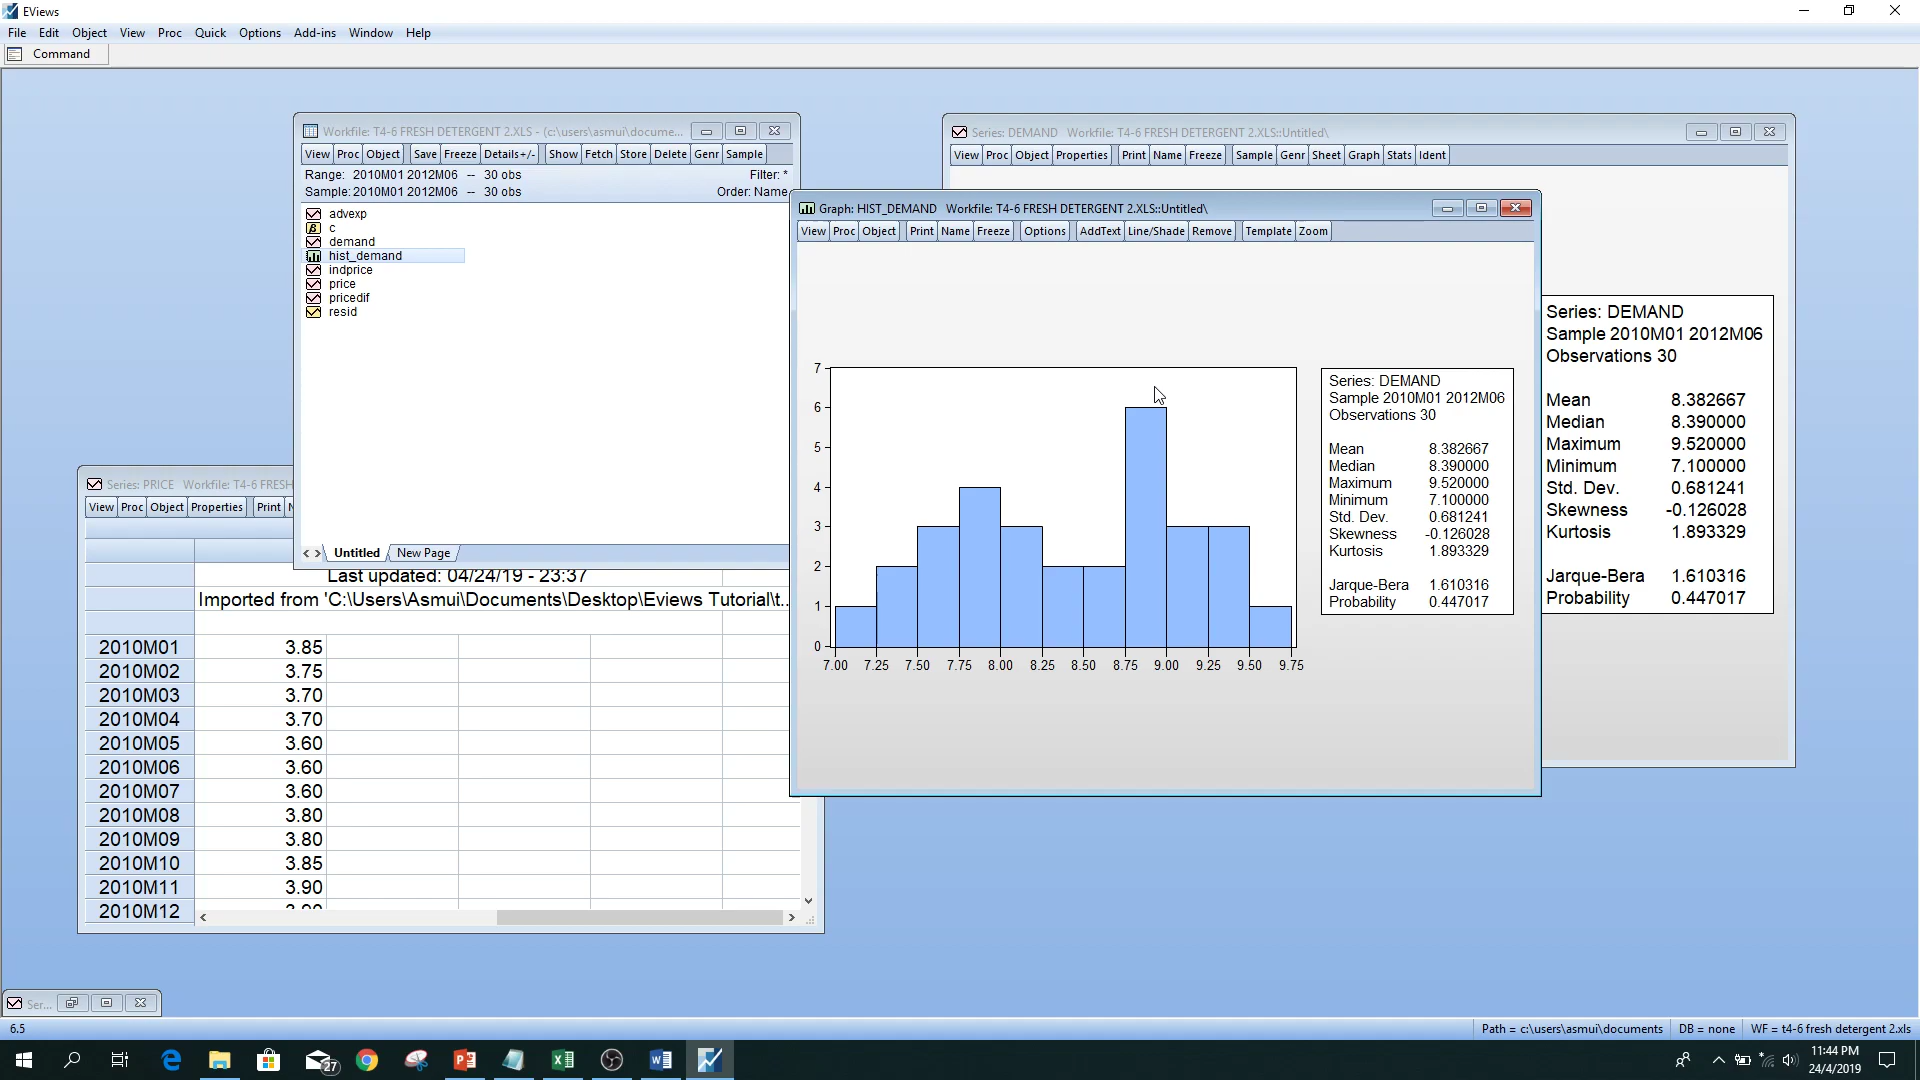 EViews
File Edit Object View Proc Quick Options Add-ins Window Help
Command
Workfile: T4-6 FRESH DETERGENT 2.XLS - (c:\users\asmui\docume...
View Proc Object Save Freeze Details+/- Show Fetch Store Delete Genr Sample
Range: 2010M01 2012M06 -- 30 obs Filter: *
Sample: 2010M01 2012M06 -- 30 obs Order: Name
advexp
c
demand
hist_demand
indprice
price
pricedif
resid
Untitled New Page
Series: DEMAND Workfile: T4-6 FRESH DETERGENT 2.XLS::Untitled\
View Proc Object Properties Print Name Freeze Sample Genr Sheet Graph Stats Ident
Series: DEMAND
Sample 2010M01 2012M06
Observations 30
Mean 8.382667
Median 8.390000
Maximum 9.520000
Minimum 7.100000
Std. Dev. 0.681241
Skewness -0.126028
Kurtosis 1.893329
Jarque-Bera 1.610316
Probability 0.447017
Graph: HIST_DEMAND Workfile: T4-6 FRESH DETERGENT 2.XLS::Untitled\
View Proc Object Print Name Freeze Options AddText Line/Shade Remove Template Zoom
7
6
5
4
3
2
1
0
7.00 7.25 7.50 7.75 8.00 8.25 8.50 8.75 9.00 9.25 9.50 9.75
Series: DEMAND
Sample 2010M01 2012M06
Observations 30
Mean 8.382667
Median 8.390000
Maximum 9.520000
Minimum 7.100000
Std. Dev. 0.681241
Skewness -0.126028
Kurtosis 1.893329
Jarque-Bera 1.610316
Probability 0.447017
Series: PRICE Workfile: T4-6 FRESH
View Proc Object Properties Print
Last updated: 04/24/19 - 23:37
Imported from 'C:\Users\Asmui\Documents\Desktop\Eviews Tutorial\t...
2010M01 3.85
2010M02 3.75
2010M03 3.70
2010M04 3.70
2010M05 3.60
2010M06 3.60
2010M07 3.60
2010M08 3.80
2010M09 3.80
2010M10 3.85
2010M11 3.90
2010M12
Ser...
6.5
Path = c:\users\asmui\documents DB = none WF = t4-6 fresh detergent 2.xls
27
11:44 PM
24/4/2019